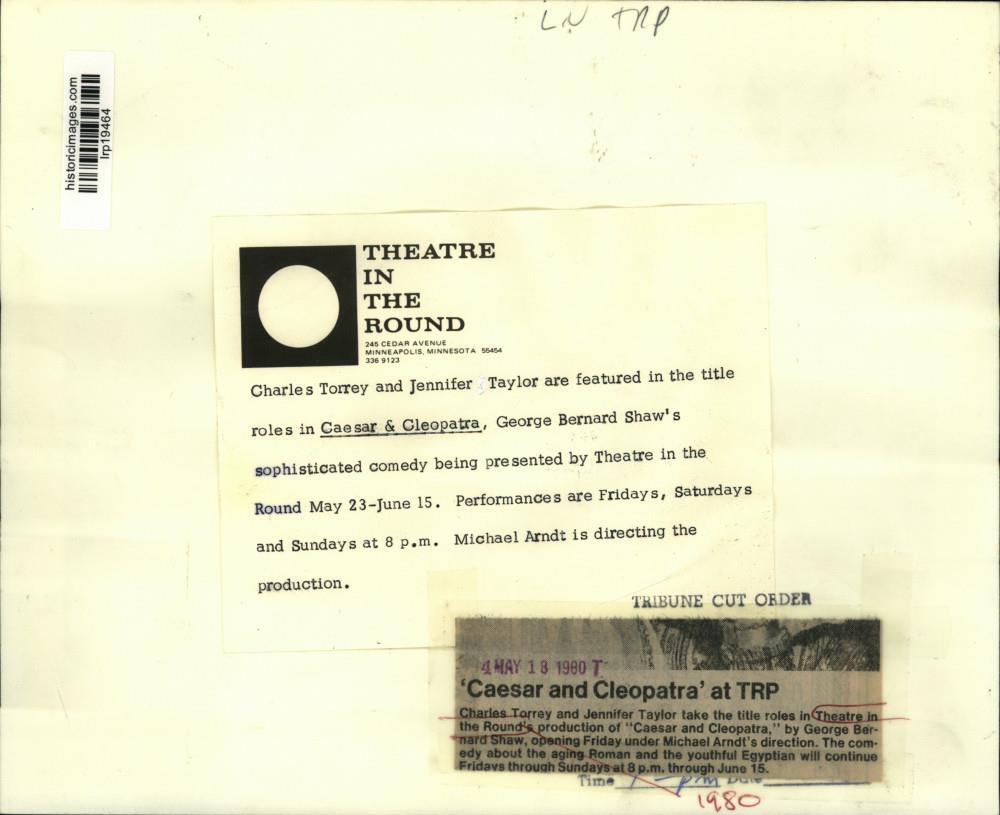 LN TRP
historicimages.com
lrp19464
THEATRE
IN
THE
ROUND
245 CEDAR AVENUE
MINNEAPOLIS, MINNESOTA 55454
336 9123
Charles Torrey and Jennifer Taylor are featured in the title
roles in Caesar & Cleopatra, George Bernard Shaw's
sophisticated comedy being presented by Theatre in the
Round May 23-June 15. Performances are Fridays, Saturdays
and Sundays at 8 p.m. Michael Arndt is directing the
production.
TRIBUNE CUT ORDER
4 MAY 18 1980 T
'Caesar and Cleopatra' at TRP
Charles Torrey and Jennifer Taylor take the title roles in Theatre in
the Round's production of "Caesar and Cleopatra," by George Ber-
nard Shaw, opening Friday under Michael Arndt's direction. The com-
edy about the aging Roman and the youthful Egyptian will continue
Fridays through Sundays at 8 p.m. through June 15.
Time pm Date
1980